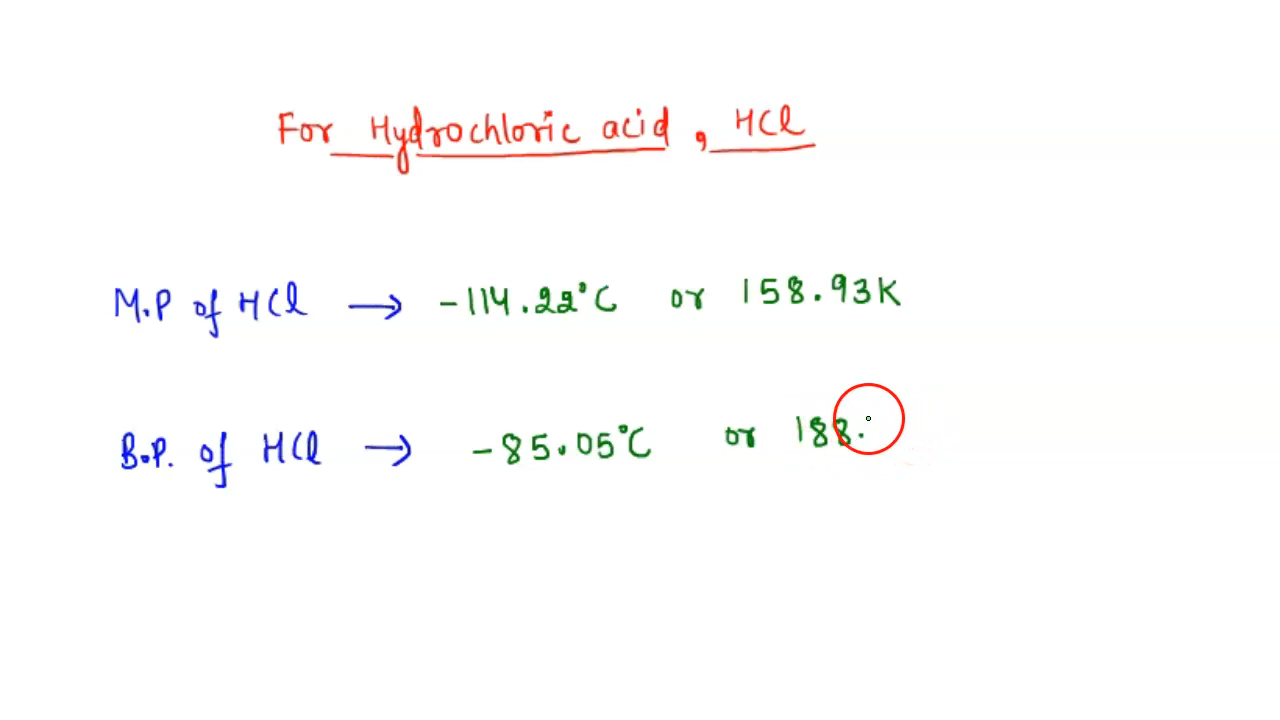 For Hydrochloric acid, HCl
M.P of HCl → -114.22°C or 158.93K
B.P. of HCl → -85.05°C or 188.